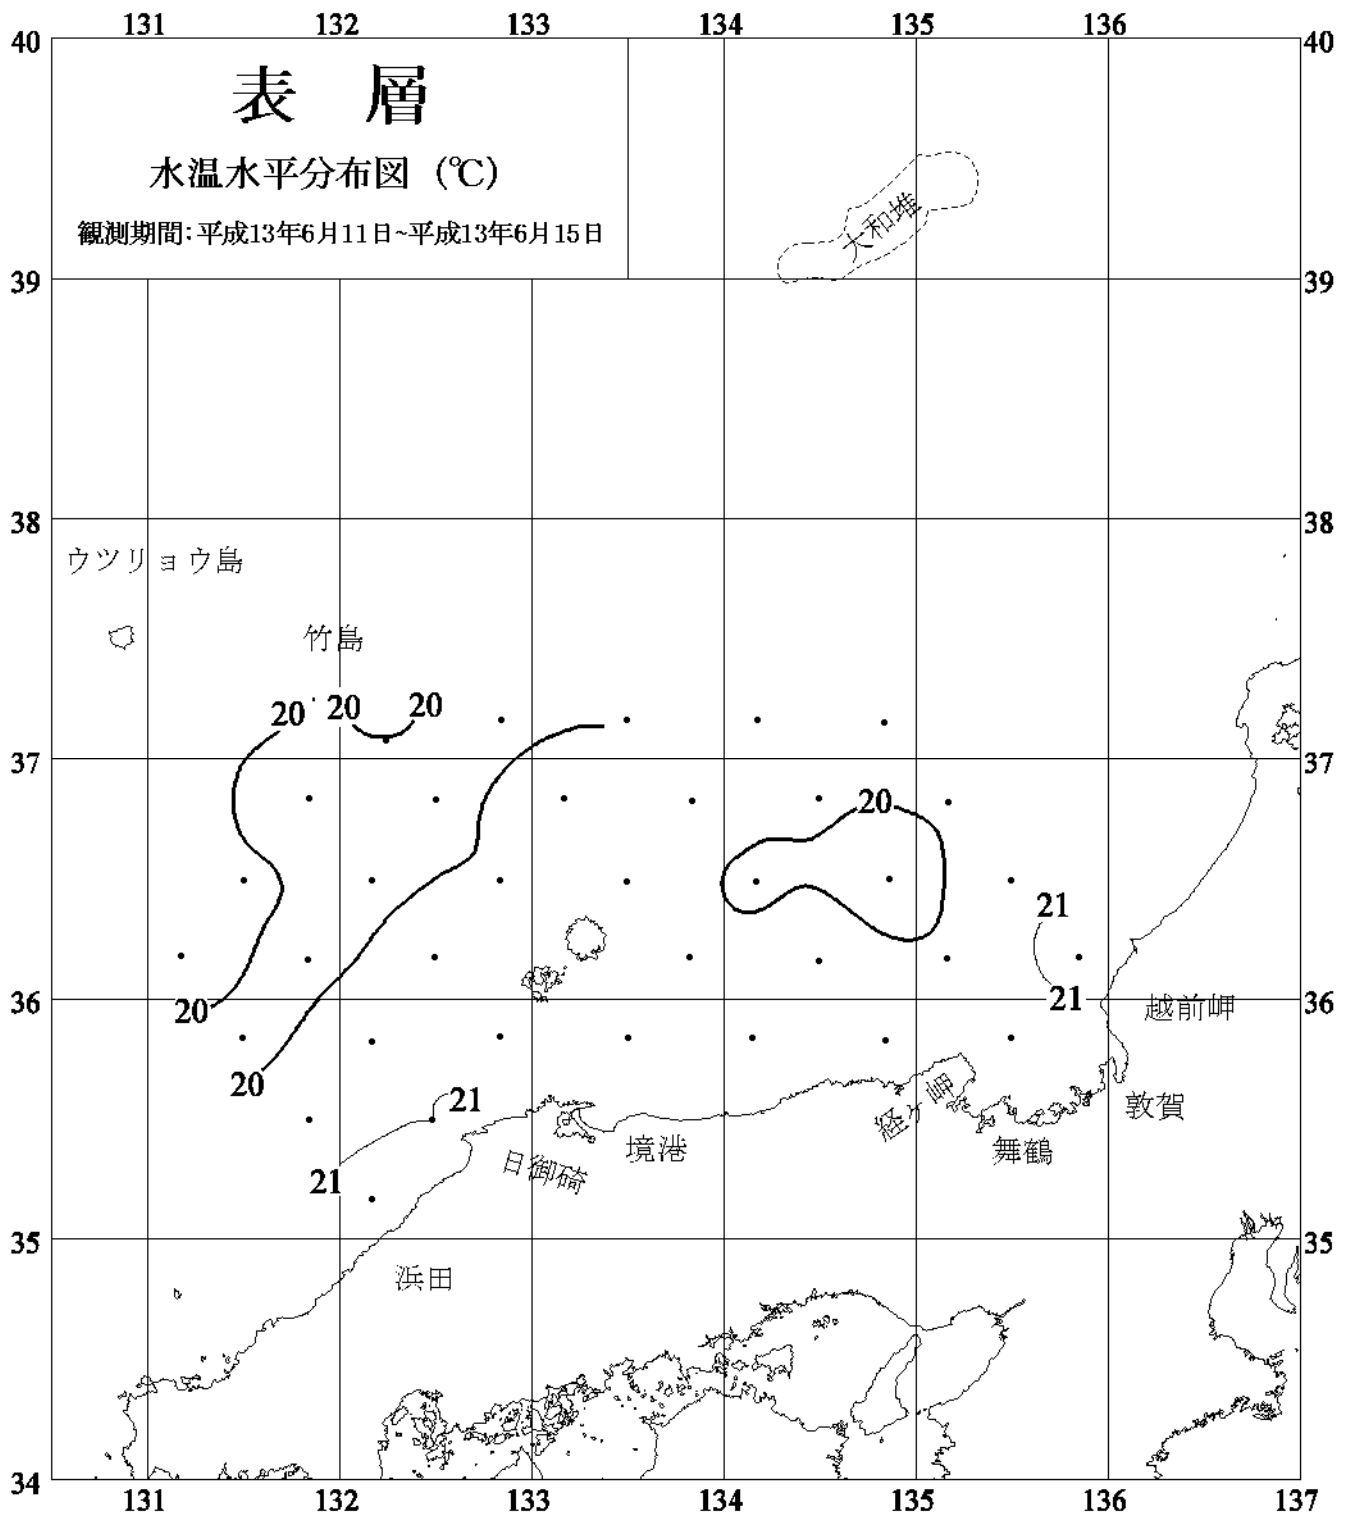 131 132 133 134 135 136
40 40
表 層
水温水平分布図 (℃)
観測期間:平成13年6月11日~平成13年6月15日
大和堆
39 39
38 38
ウツリョウ島
竹島
20 20 20
37 37
20
21
36 20 21 36
越前岬
20
21
経ヶ岬
敦賀
日御碕
境港
舞鶴
21
35 35
浜田
34
131 132 133 134 135 136 137